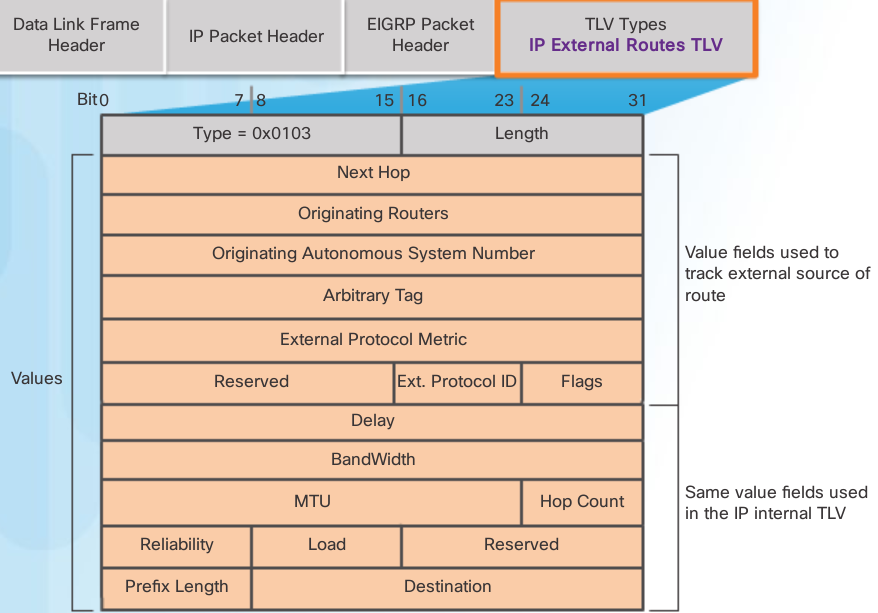 Data Link Frame
Header
IP Packet Header
EIGRP Packet
Header
TLV Types
IP External Routes TLV
Bit 0 7 8 15 16 23 24 31
Type = 0x0103 Length
Next Hop
Originating Routers
Originating Autonomous System Number
Arbitrary Tag
External Protocol Metric
Reserved Ext. Protocol ID Flags
Value fields used to
track external source of
route
Values
Delay
BandWidth
MTU Hop Count
Reliability Load Reserved
Prefix Length Destination
Same value fields used
in the IP internal TLV